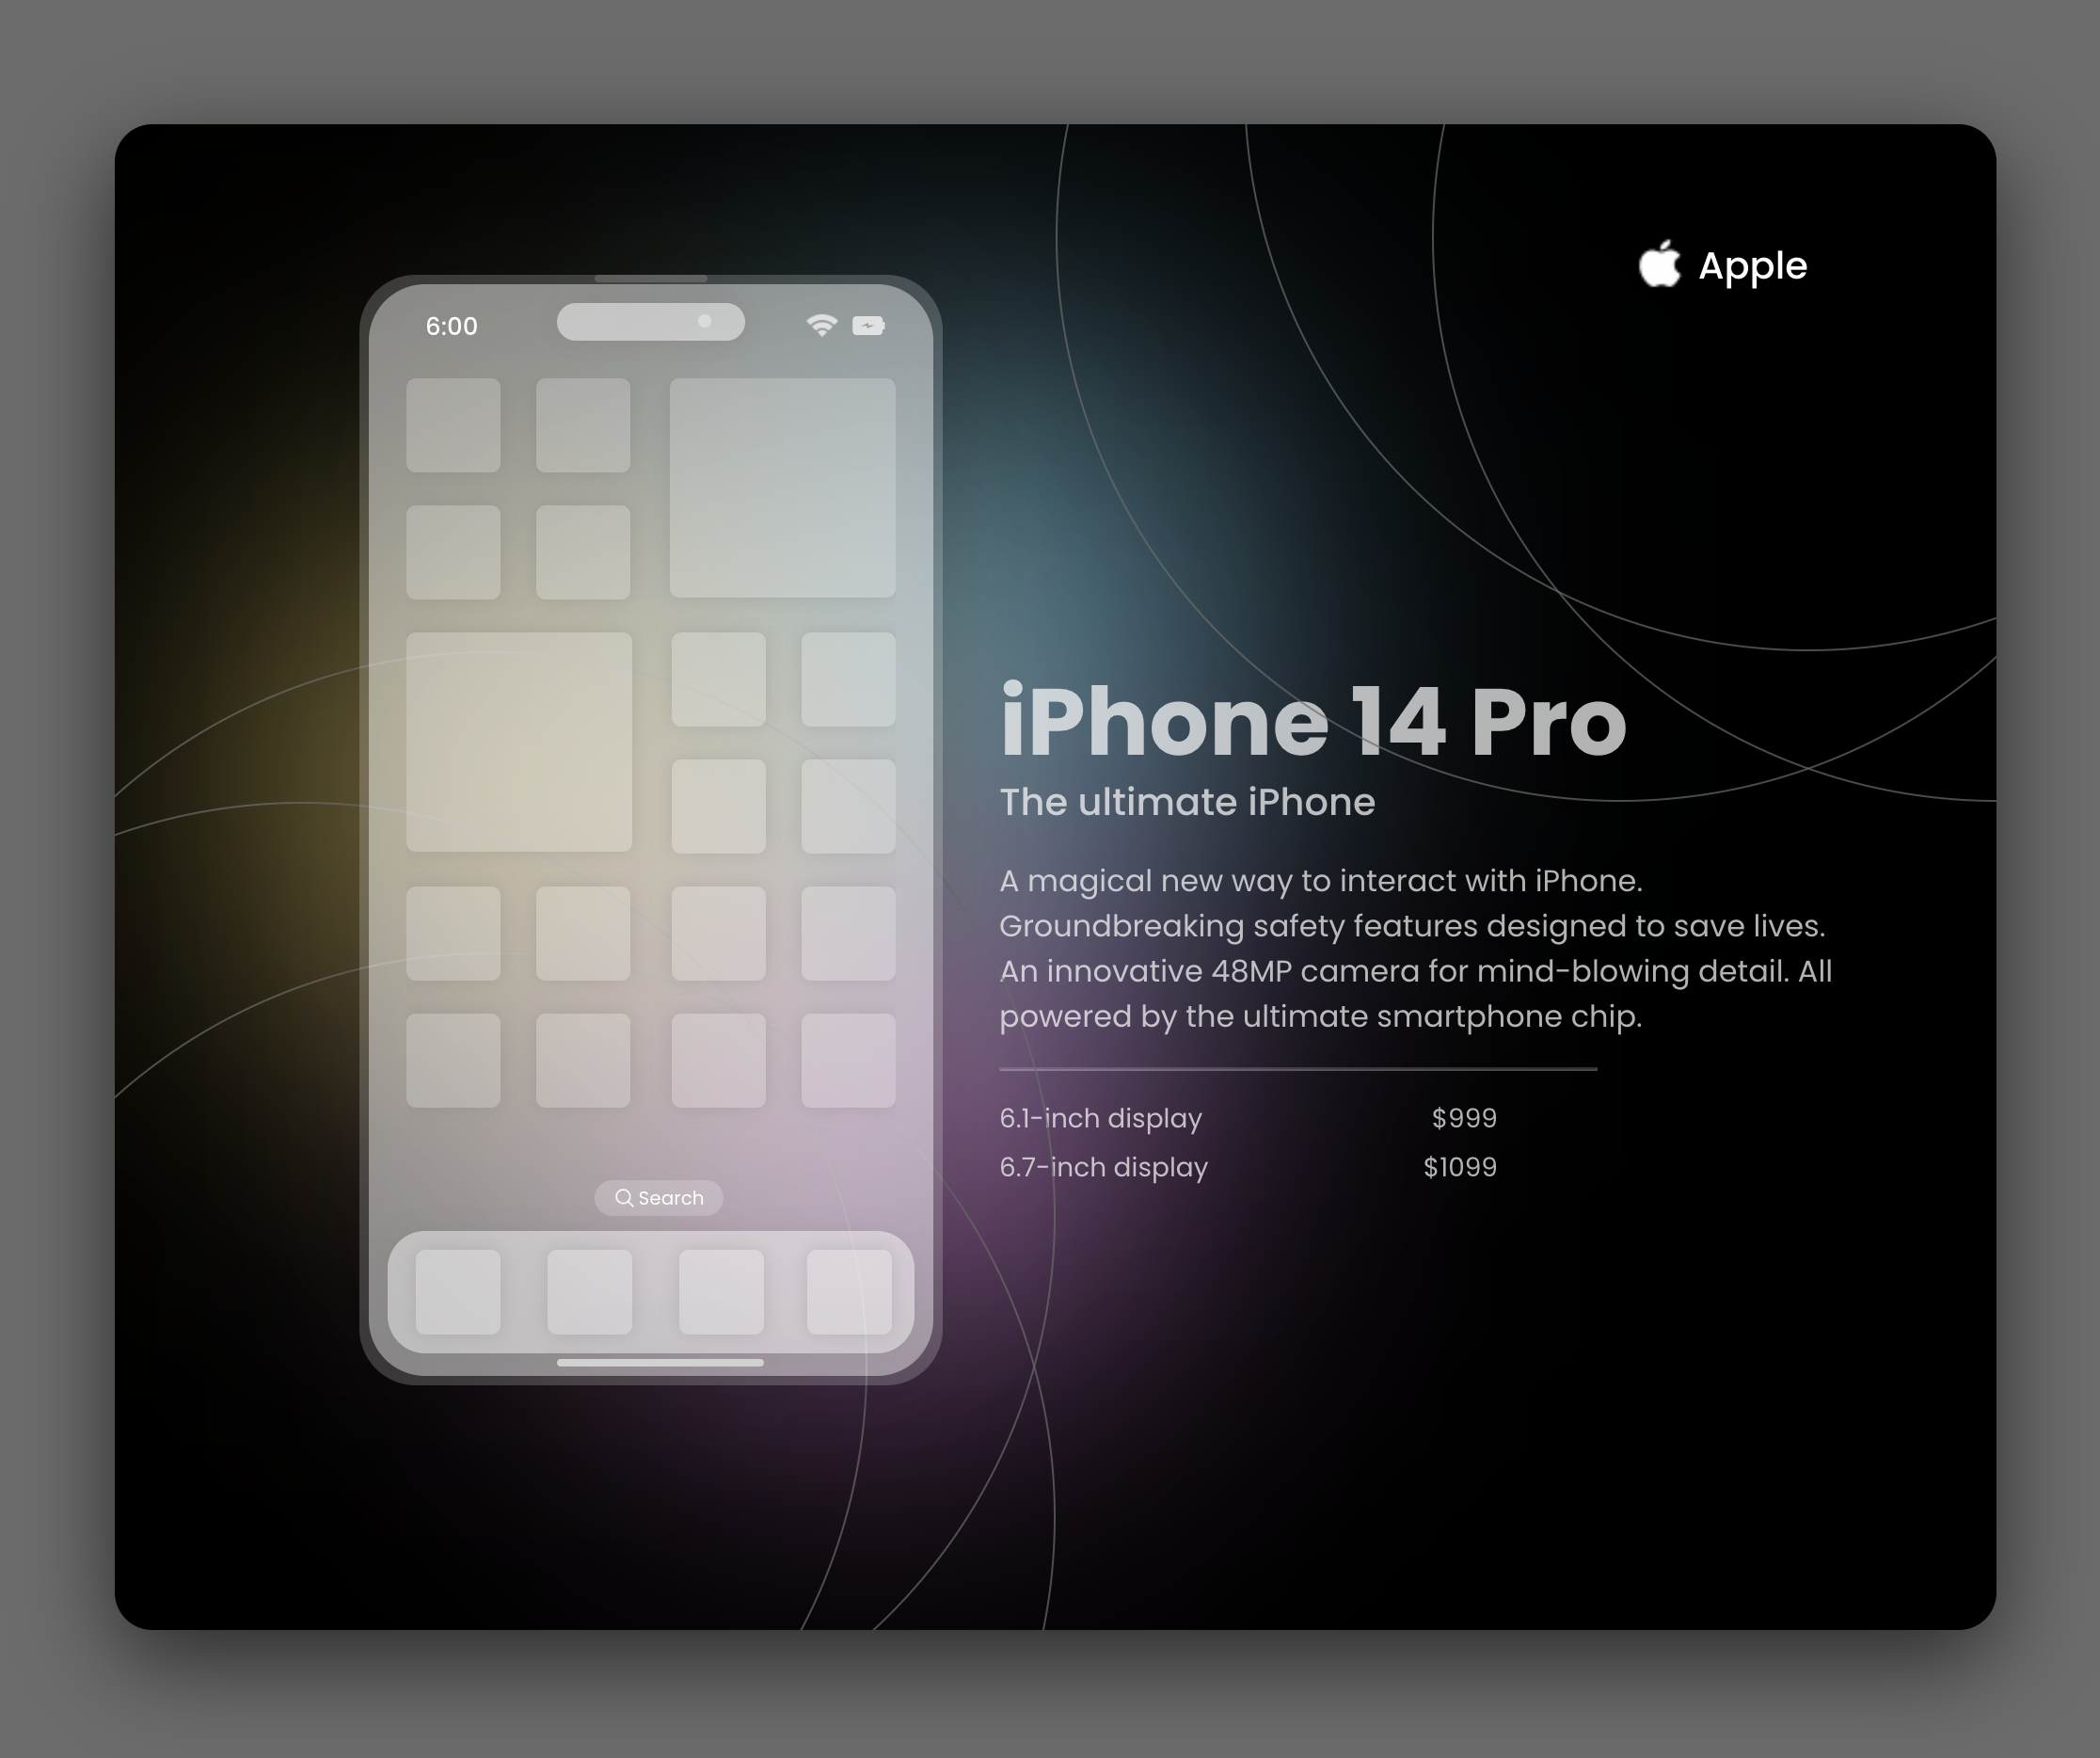 Apple
6:00
iPhone 14 Pro
The ultimate iPhone
A magical new way to interact with iPhone.
Groundbreaking safety features designed to save lives.
An innovative 48MP camera for mind-blowing detail. All
powered by the ultimate smartphone chip.
6.1-inch display $999
6.7-inch display $1099
Search